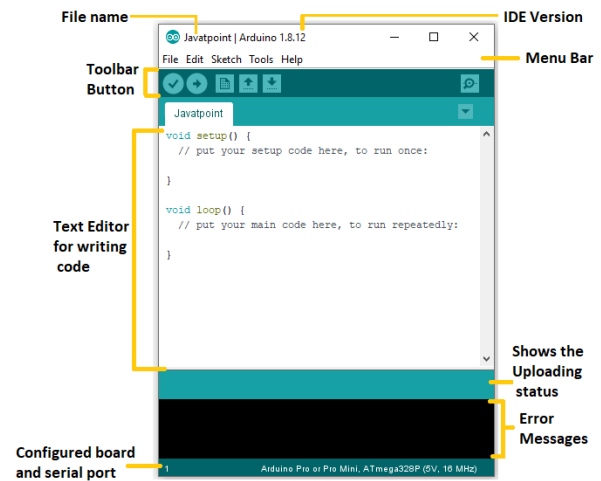 File name
IDE Version
Javatpoint | Arduino 1.8.12
File Edit Sketch Tools Help
Menu Bar
Toolbar
Button
Javatpoint
void setup() {
// put your setup code here, to run once:
}
void loop() {
// put your main code here, to run repeatedly:
}
Text Editor
for writing
code
Shows the
Uploading
status
Error
Messages
Configured board
and serial port
1
Arduino Pro or Pro Mini, ATmega328P (5V, 16 MHz)